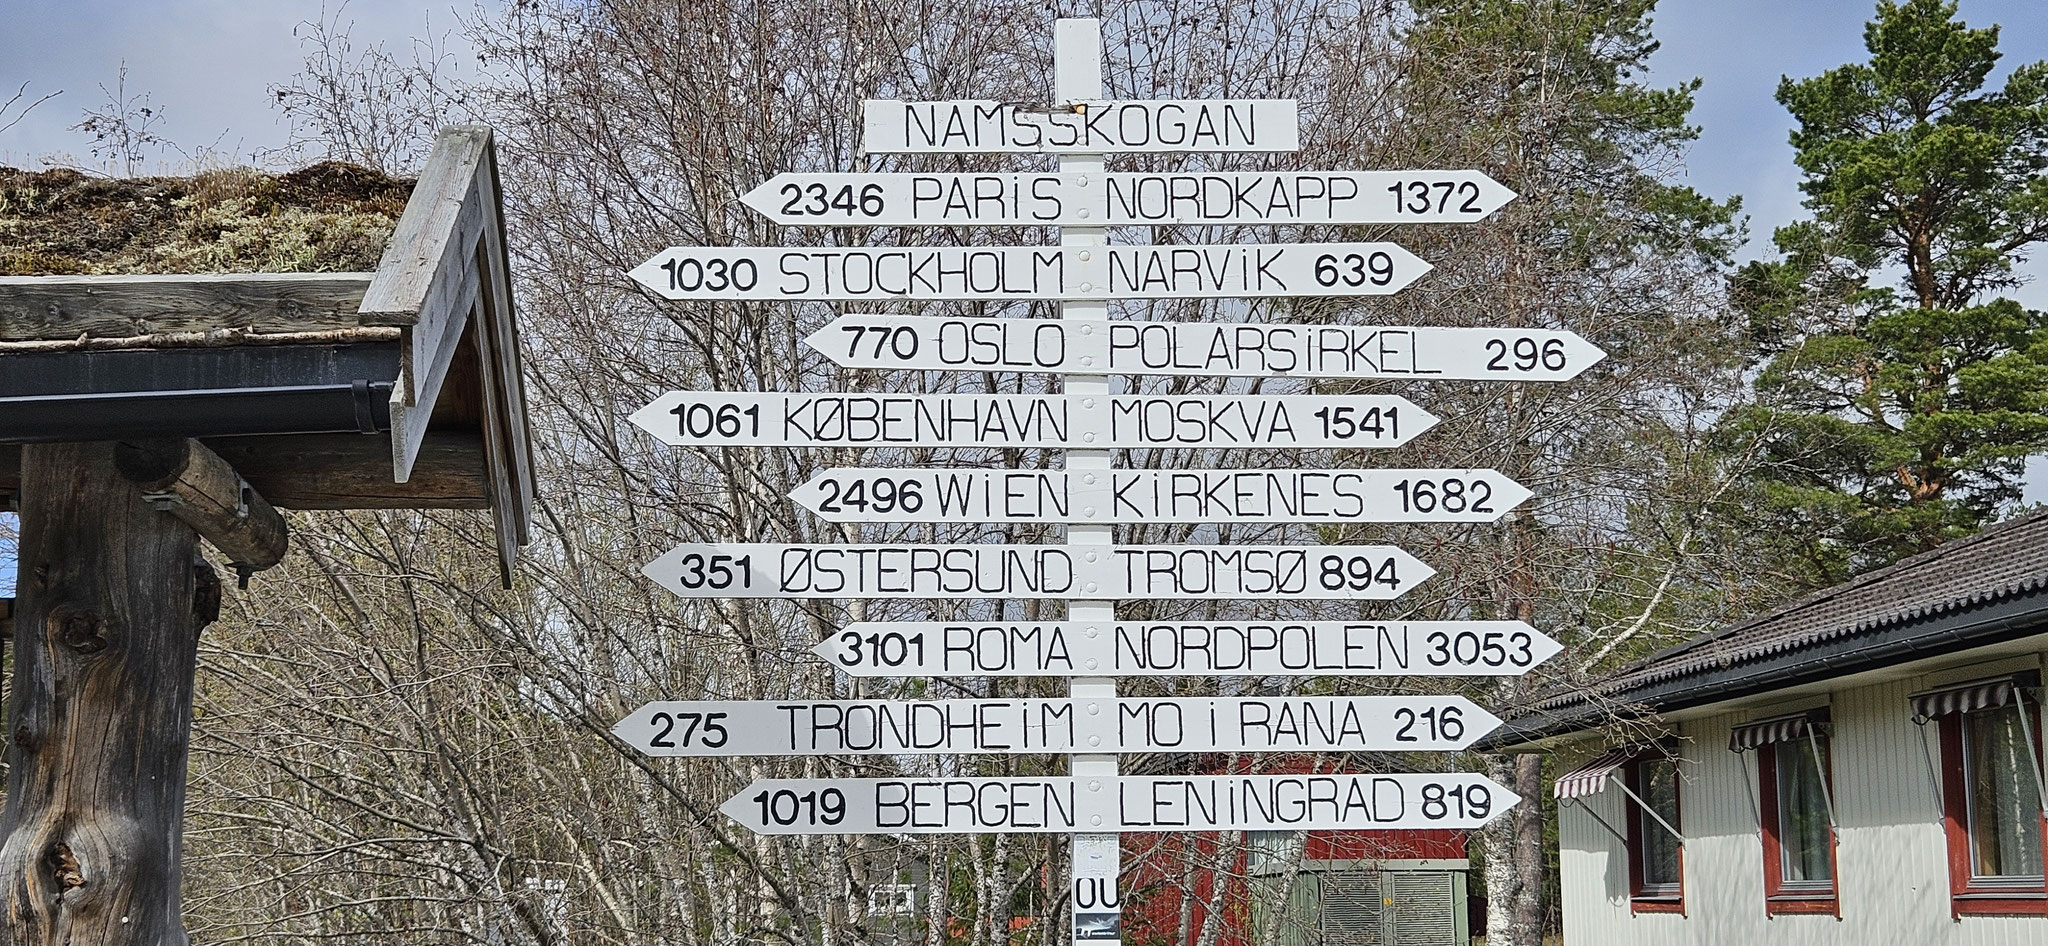 NAMSSKOGAN
2346 PARiS NORDKAPP 1372
1030 STOCKHOLM NARViK 639
770 OSLO POLARSiRKEL 296
1061 KØBENHAVN MOSKVA 1541
2496 WiEN KiRKENES 1682
351 ØSTERSUND TROMSØ 894
3101 ROMA NORDPOLEN 3053
275 TRONDHEiM MO i RANA 216
1019 BERGEN LENiNGRAD 819
OU